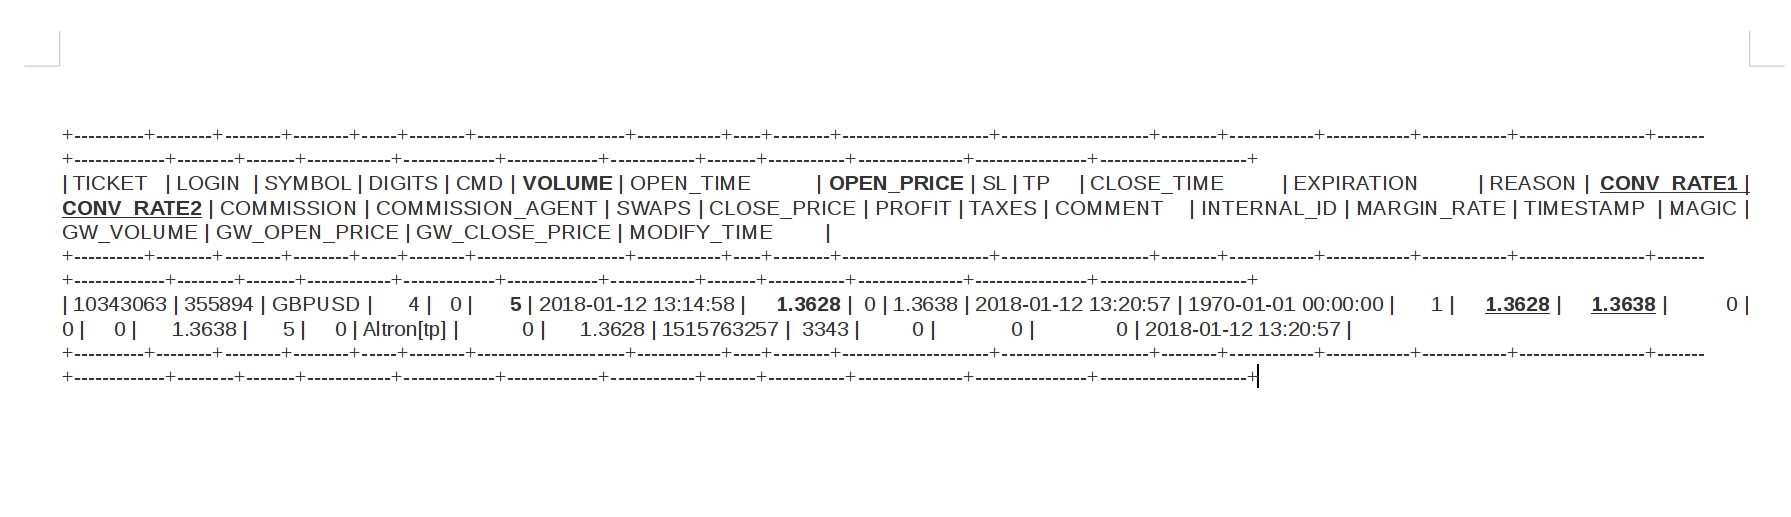 +----------+--------+--------+--------+-----+--------+---------------------+------------+----+--------+---------------------+---------------------+--------+------------+------------+------------+------------------+-------
+-------------+--------+-------+------------+-------------+-------------+------------+-------+------------+---------------+---------------+---------------------+
| TICKET | LOGIN | SYMBOL | DIGITS | CMD | VOLUME | OPEN_TIME | OPEN_PRICE | SL | TP | CLOSE_TIME | EXPIRATION | REASON | CONV_RATE1 |
CONV_RATE2 | COMMISSION | COMMISSION_AGENT | SWAPS | CLOSE_PRICE | PROFIT | TAXES | COMMENT | INTERNAL_ID | MARGIN_RATE | TIMESTAMP | MAGIC |
GW_VOLUME | GW_OPEN_PRICE | GW_CLOSE_PRICE | MODIFY_TIME |
+----------+--------+--------+--------+-----+--------+---------------------+------------+----+--------+---------------------+---------------------+--------+------------+------------+------------+------------------+-------
+-------------+--------+-------+------------+-------------+-------------+------------+-------+------------+---------------+---------------+---------------------+
| 10343063 | 355894 | GBPUSD | 4 | 0 | 5 | 2018-01-12 13:14:58 | 1.3628 | 0 | 1.3638 | 2018-01-12 13:20:57 | 1970-01-01 00:00:00 | 1 | 1.3628 | 1.3638 | 0 |
0 | 0 | 1.3638 | 5 | 0 | Altron[tp] | 0 | 1.3628 | 1515763257 | 3343 | 0 | 0 | 0 | 2018-01-12 13:20:57 |
+----------+--------+--------+--------+-----+--------+---------------------+------------+----+--------+---------------------+---------------------+--------+------------+------------+------------+------------------+-------
+-------------+--------+-------+------------+-------------+-------------+------------+-------+------------+---------------+---------------+---------------------+